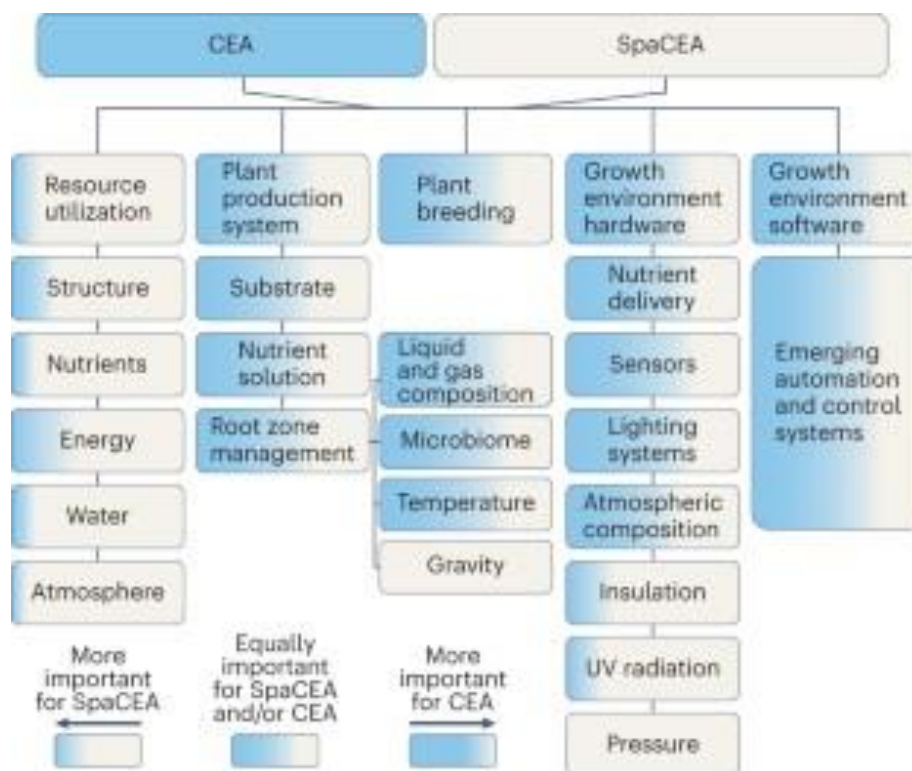 CEA
SpaCEA
Resource
utilization
Plant
production
system
Plant
breeding
Growth
environment
hardware
Growth
environment
software
Structure
Nutrients
Energy
Water
Atmosphere
Substrate
Nutrient
solution
Root zone
management
Liquid
and gas
composition
Microbiome
Temperature
Gravity
Nutrient
delivery
Sensors
Lighting
systems
Atmospheric
composition
Insulation
UV radiation
Pressure
Emerging
automation
and control
systems
More
important
for SpaCEA
Equally
important
for SpaCEA
and/or CEA
More
important
for CEA